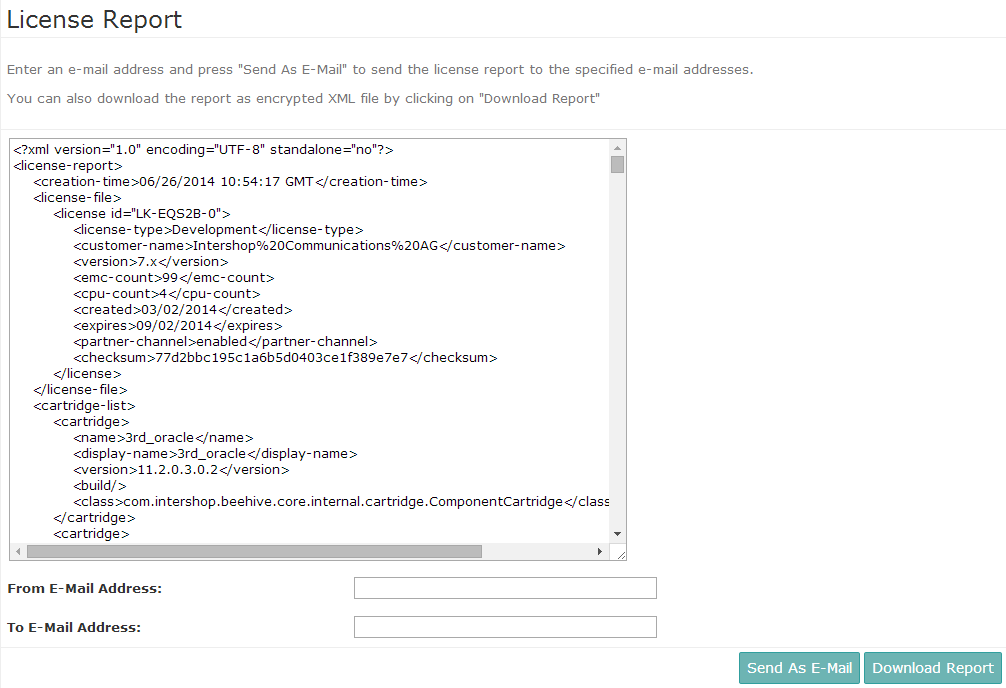 License Report
Enter an e-mail address and press "Send As E-Mail" to send the license report to the specified e-mail addresses.
You can also download the report as encrypted XML file by clicking on "Download Report"
<?xml version="1.0" encoding="UTF-8" standalone="no"?>
<license-report>
<creation-time>06/26/2014 10:54:17 GMT</creation-time>
<license-file>
<license id="LK-EQS2B-0">
<license-type>Development</license-type>
<customer-name>Intershop%20Communications%20AG</customer-name>
<version>7.x</version>
<emc-count>99</emc-count>
<cpu-count>4</cpu-count>
<created>03/02/2014</created>
<expires>09/02/2014</expires>
<partner-channel>enabled</partner-channel>
<checksum>77d2bbc195c1a6b5d0403ce1f389e7e7</checksum>
</license>
</license-file>
<cartridge-list>
<cartridge>
<name>3rd_oracle</name>
<display-name>3rd_oracle</display-name>
<version>11.2.0.3.0.2</version>
<build/>
<class>com.intershop.beehive.core.internal.cartridge.ComponentCartridge</class
</cartridge>
<cartridge>
From E-Mail Address:
To E-Mail Address:
Send As E-Mail Download Report